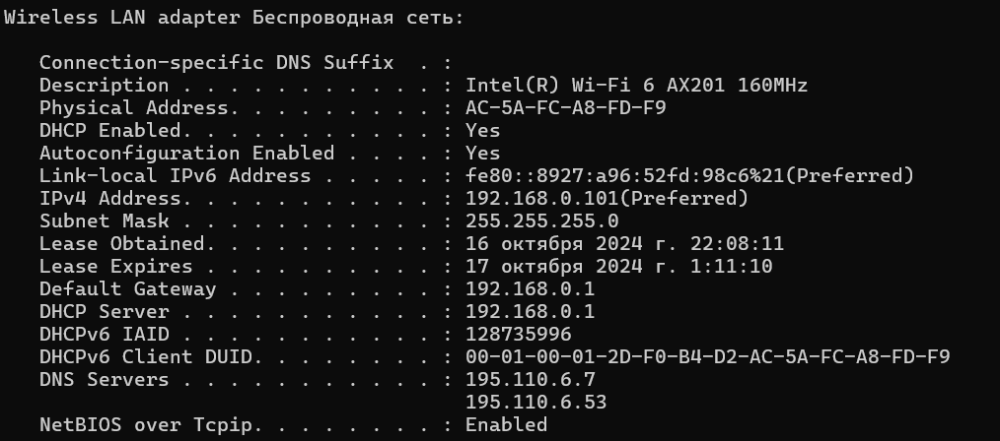 Wireless LAN adapter Беспроводная сеть:
Connection-specific DNS Suffix  . :
Description . . . . . . . . . . . : Intel(R) Wi-Fi 6 AX201 160MHz
Physical Address. . . . . . . . . : AC-5A-FC-A8-FD-F9
DHCP Enabled. . . . . . . . . . . : Yes
Autoconfiguration Enabled . . . . : Yes
Link-local IPv6 Address . . . . . : fe80::8927:a96:52fd:98c6%21(Preferred)
IPv4 Address. . . . . . . . . . . : 192.168.0.101(Preferred)
Subnet Mask . . . . . . . . . . . : 255.255.255.0
Lease Obtained. . . . . . . . . . : 16 октября 2024 г. 22:08:11
Lease Expires . . . . . . . . . . : 17 октября 2024 г. 1:11:10
Default Gateway . . . . . . . . . : 192.168.0.1
DHCP Server . . . . . . . . . . . : 192.168.0.1
DHCPv6 IAID . . . . . . . . . . . : 128735996
DHCPv6 Client DUID. . . . . . . . : 00-01-00-01-2D-F0-B4-D2-AC-5A-FC-A8-FD-F9
DNS Servers . . . . . . . . . . . : 195.110.6.7
195.110.6.53
NetBIOS over Tcpip. . . . . . . . : Enabled